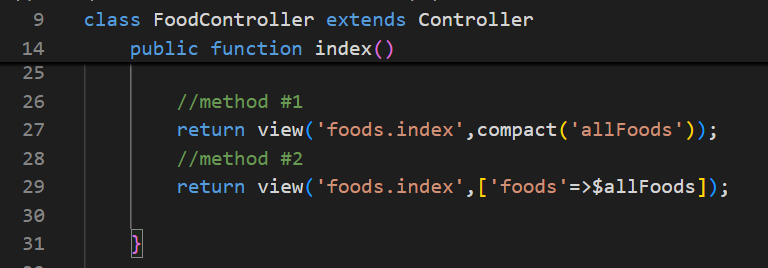 9 class FoodController extends Controller
14 public function index()
25
26 //method #1
27 return view('foods.index',compact('allFoods'));
28 //method #2
29 return view('foods.index',['foods'=>$allFoods]);
30
31 }